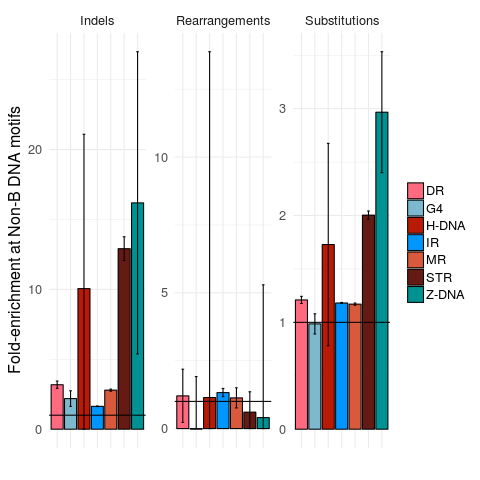 Indels
Rearrangements
Substitutions
Fold-enrichment at Non-B DNA motifs
20
10
0
10
5
0
3
2
1
0
DR
G4
H-DNA
IR
MR
STR
Z-DNA